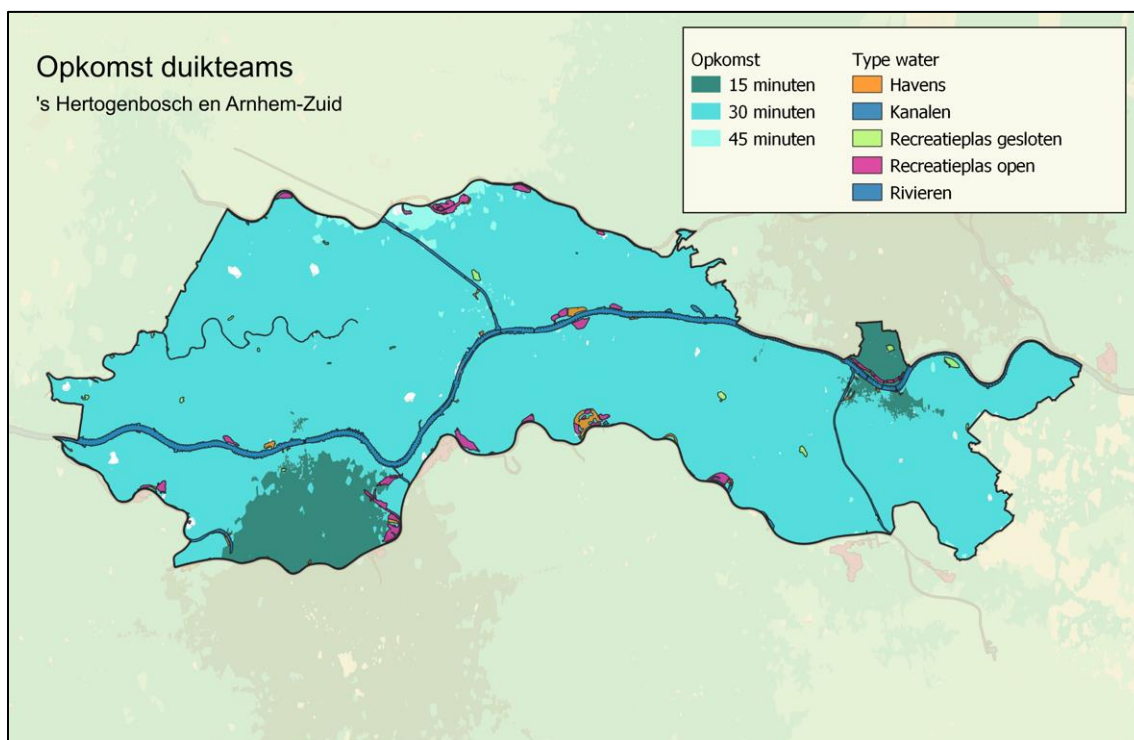 Opkomst duikteams
's Hertogenbosch en Arnhem-Zuid
Opkomst
15 minuten
30 minuten
45 minuten
Type water
Havens
Kanalen
Recreatieplas gesloten
Recreatieplas open
Rivieren